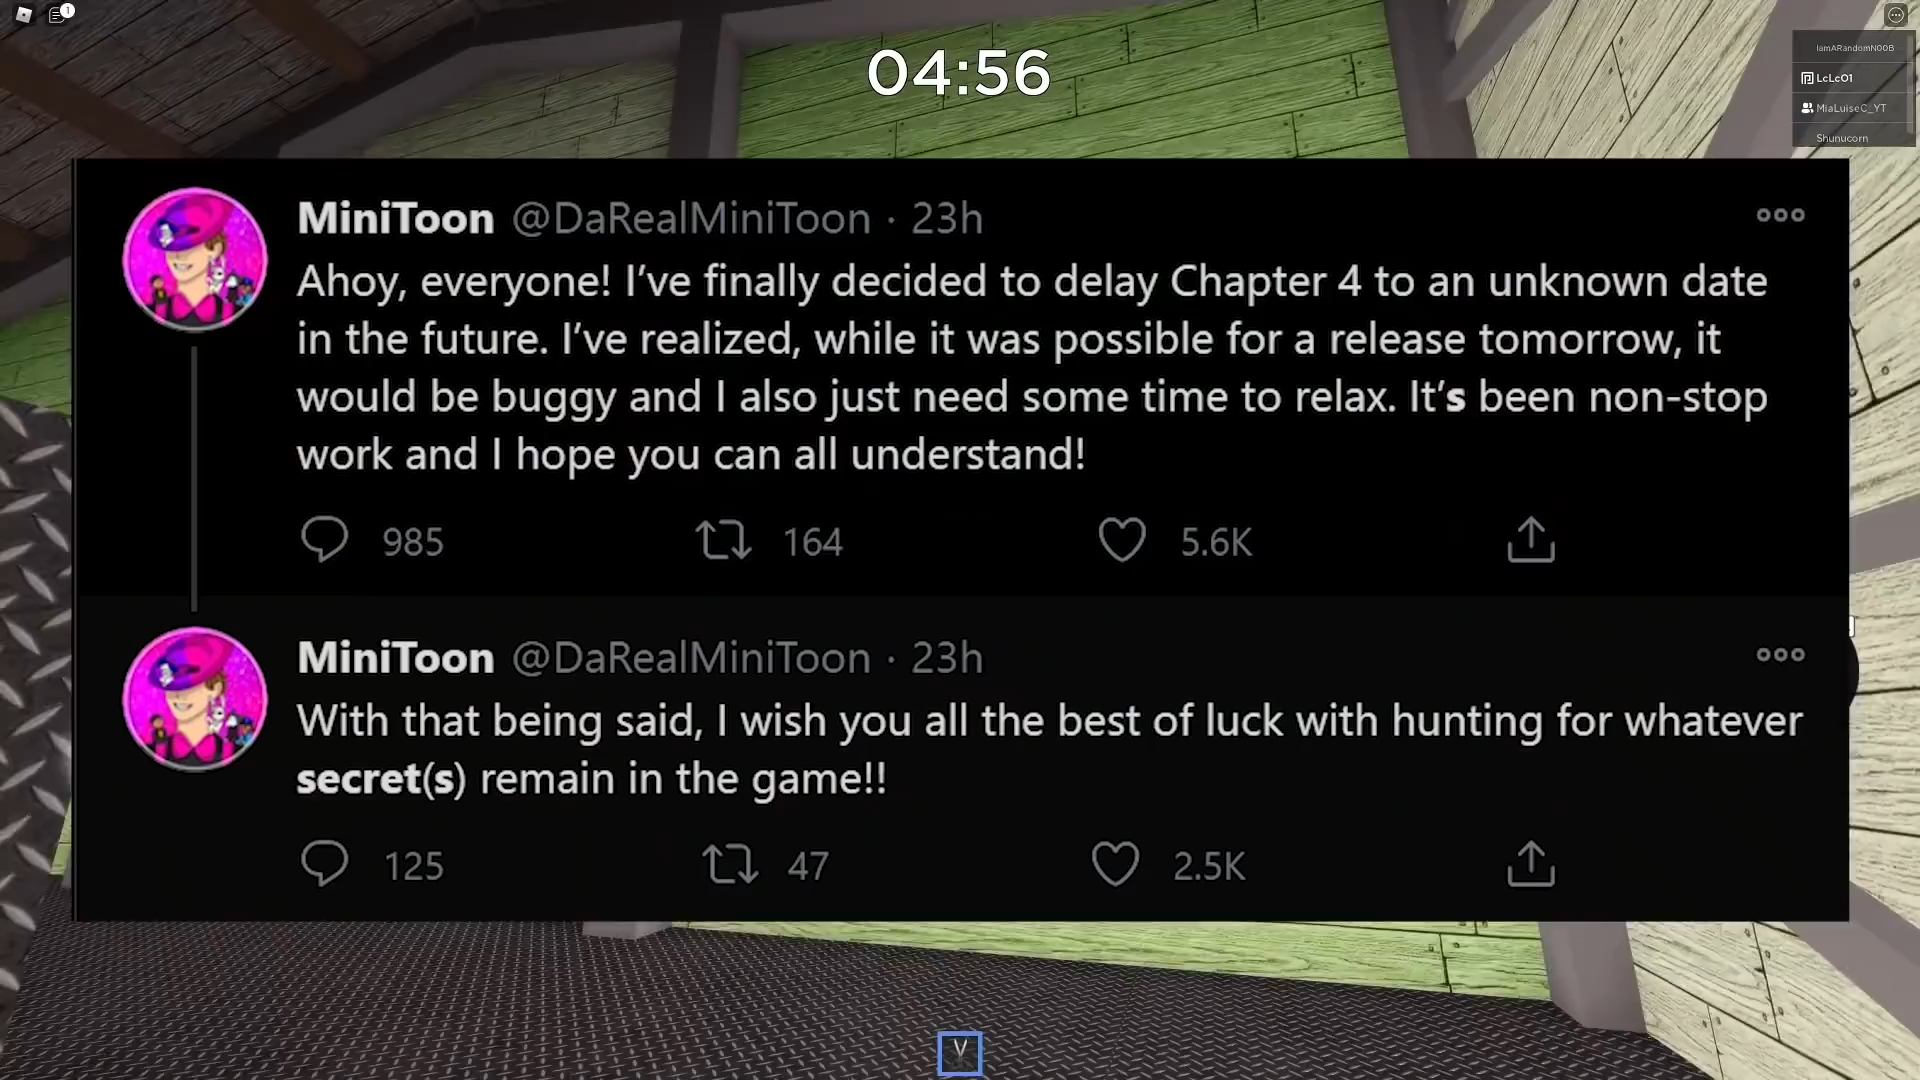 1
04:56
IamARandomN00B
LcLc01
MiaLuiseC_YT
Shunucorn
MiniToon @DaRealMiniToon · 23h
Ahoy, everyone! I’ve finally decided to delay Chapter 4 to an unknown date
in the future. I’ve realized, while it was possible for a release tomorrow, it
would be buggy and I also just need some time to relax. It’s been non-stop
work and I hope you can all understand!
985 164 5.6K
MiniToon @DaRealMiniToon · 23h
With that being said, I wish you all the best of luck with hunting for whatever
secret(s) remain in the game!!
125 47 2.5K